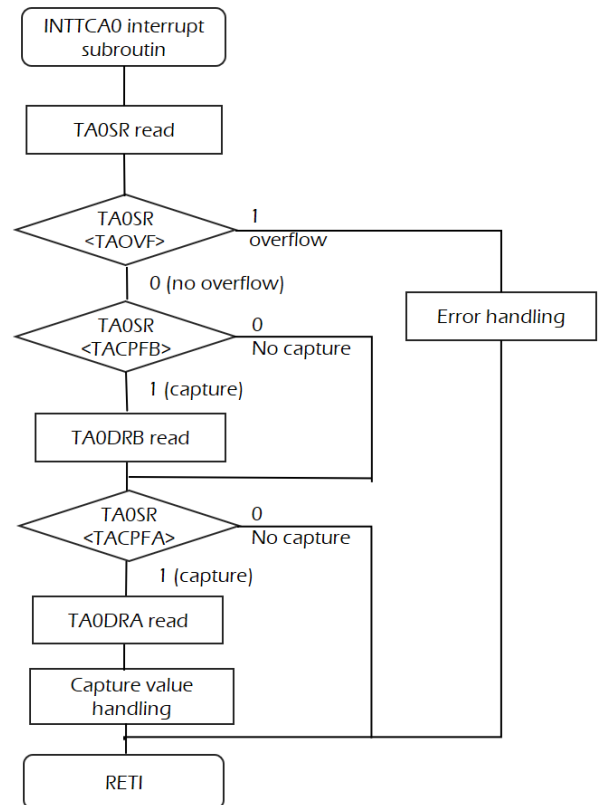 INTTCA0 interrupt
subroutin
TA0SR read
TA0SR
<TAOVF>
1
overflow
0 (no overflow)
Error handling
TA0SR
<TACPFB>
0
No capture
1 (capture)
TA0DRB read
TA0SR
<TACPFA>
0
No capture
1 (capture)
TA0DRA read
Capture value
handling
RETI